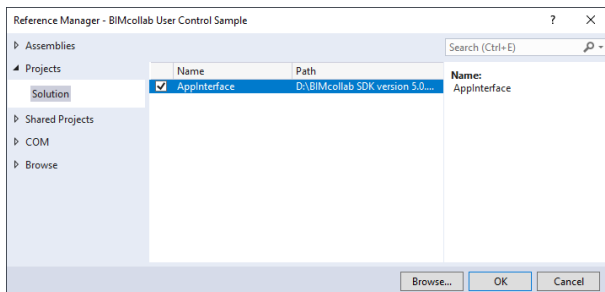 Reference Manager - BIMcollab User Control Sample ? ×
Assemblies
Search (Ctrl+E)
Projects
Solution
Shared Projects
COM
Browse
Name Path
AppInterface D:\BIMcollab SDK version 5.0....
Name:
AppInterface
Browse... OK Cancel